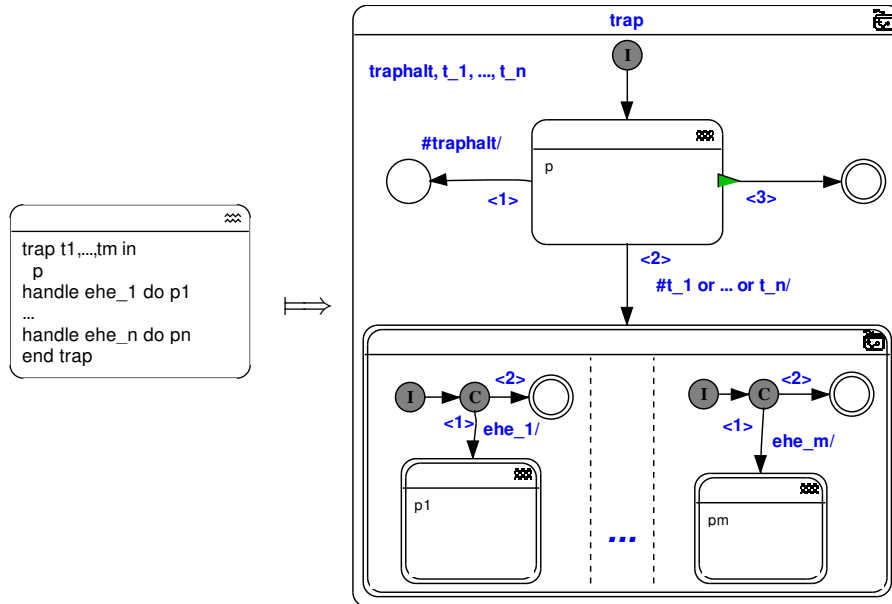 trap t1,...,tm in
p
handle ehe_1 do p1
...
handle ehe_n do pn
end trap
trap
I
traphalt, t_1, ..., t_n
#traphalt/
p
<1>
<3>
<2>
#t_1 or ... or t_n/
I
C
<2>
<1>
ehe_1/
p1
...
I
C
<2>
<1>
ehe_m/
pm